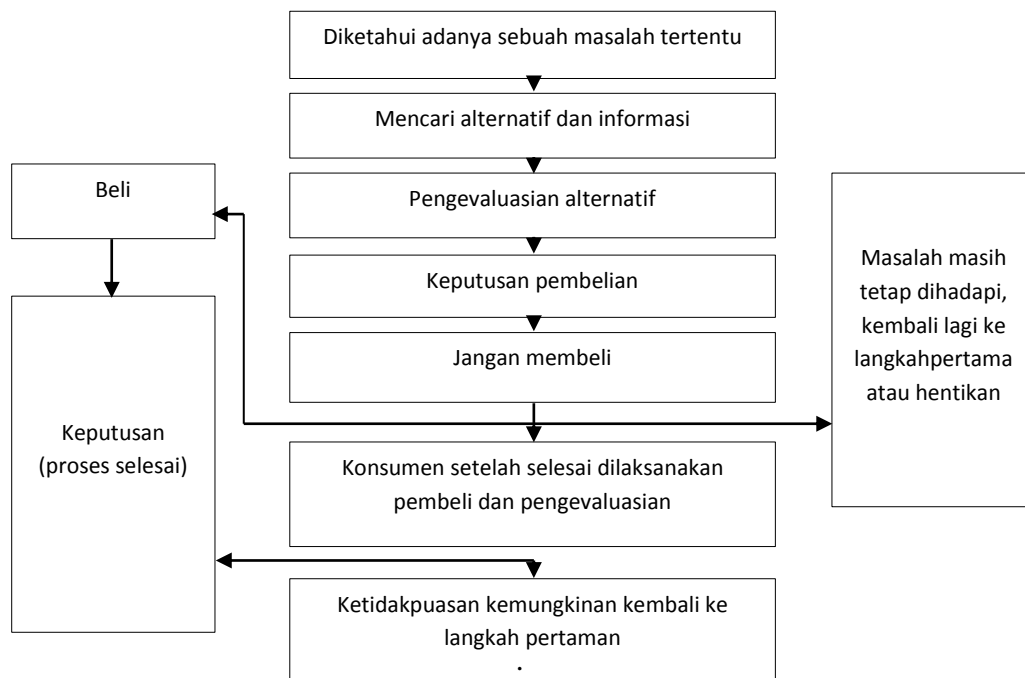 Diketahui adanya sebuah masalah tertentu
Mencari alternatif dan informasi
Beli
Pengevaluasian alternatif
Keputusan pembelian
Jangan membeli
Masalah masih
tetap dihadapi,
kembali lagi ke
langkahpertama
atau hentikan
Keputusan
(proses selesai)
Konsumen setelah selesai dilaksanakan
pembeli dan pengevaluasian
Ketidakpuasan kemungkinan kembali ke
langkah pertaman
.